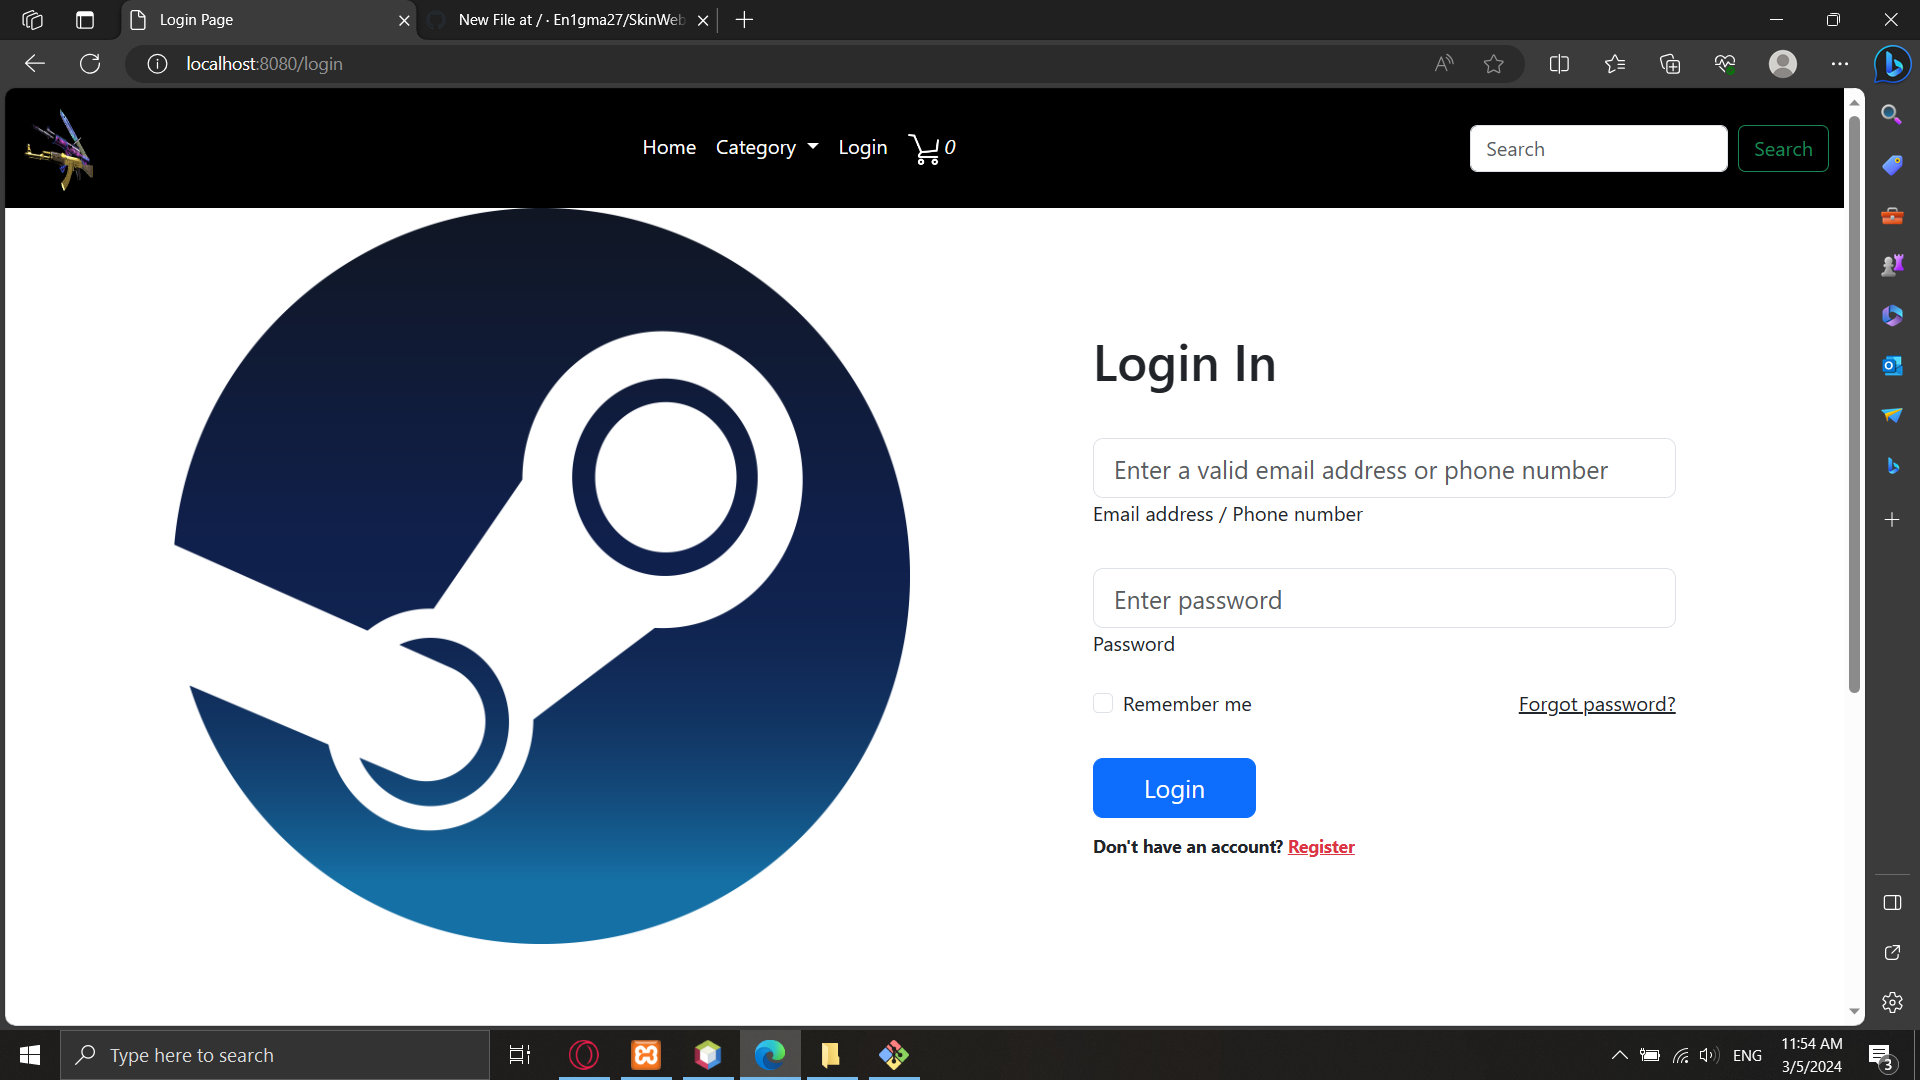 Login Page
New File at / · En1gma27/SkinWeb
localhost:8080/login
Home
Category
Login
0
Search
Search
Login In
Enter a valid email address or phone number
Email address / Phone number
Enter password
Password
Remember me
Forgot password?
Login
Don't have an account? Register
Type here to search
ENG
11:54 AM
3/5/2024
3